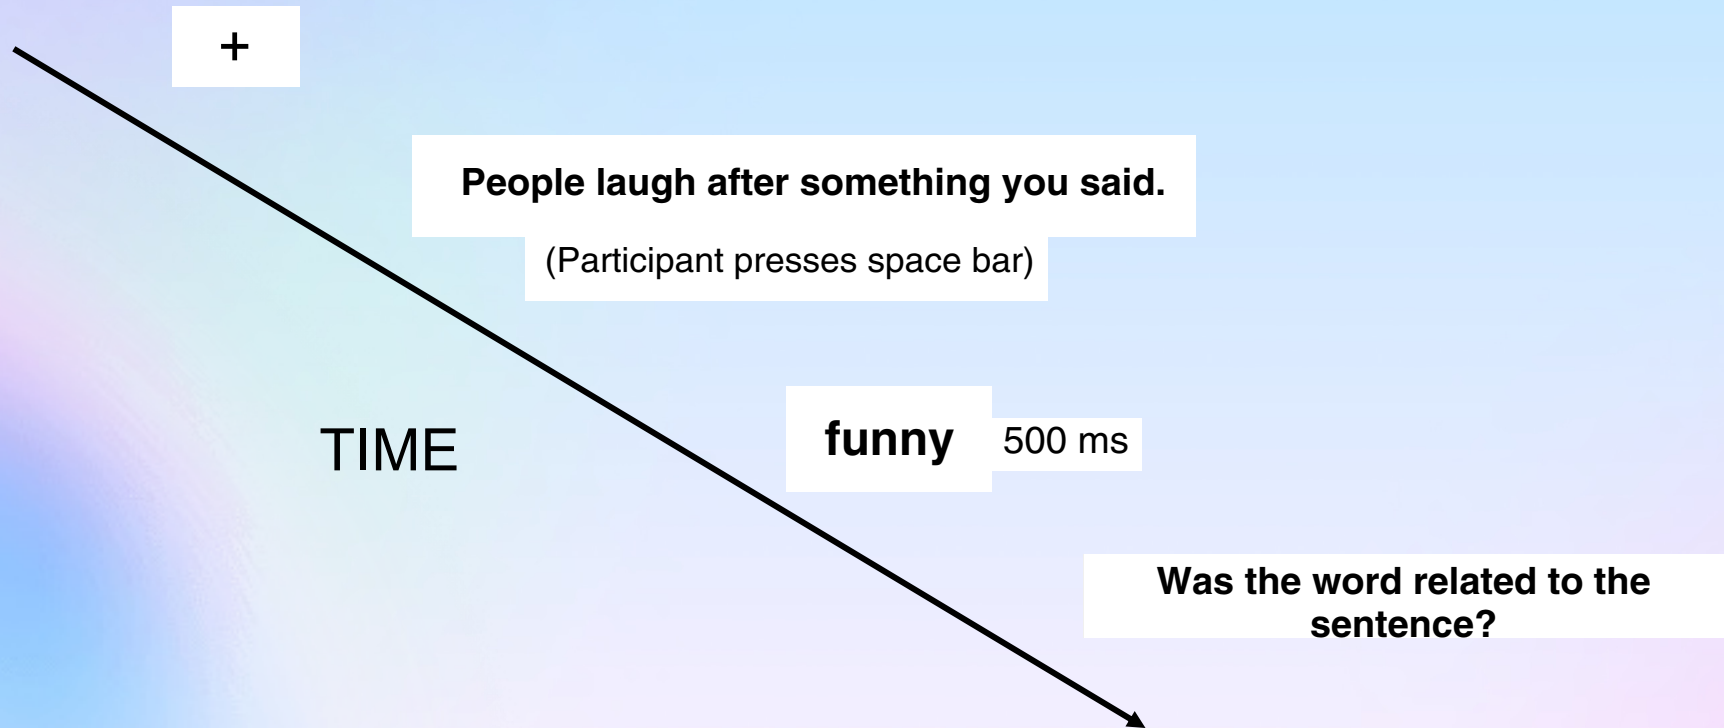 +
People laugh after something you said.
(Participant presses space bar)
TIME
funny 500 ms
Was the word related to the
sentence?